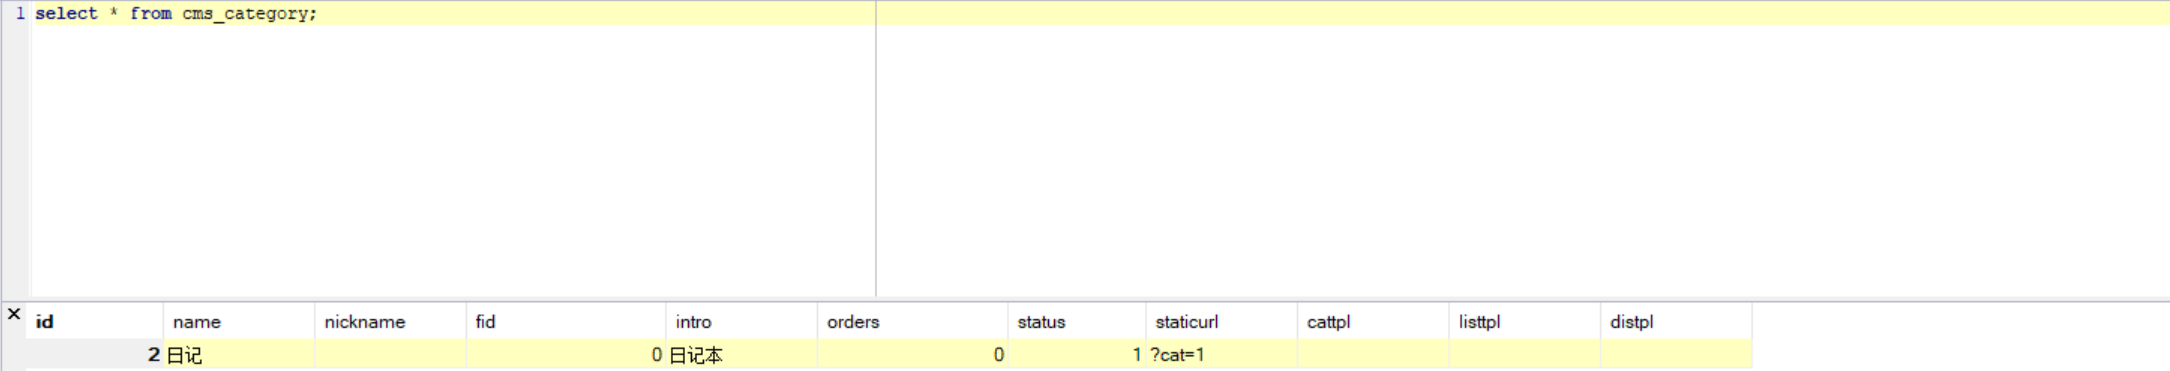 1 select * from cms_category;
id name nickname fid intro orders status staticurl cattpl listtpl distpl
2 日记 0 日记本 0 1 ?cat=1